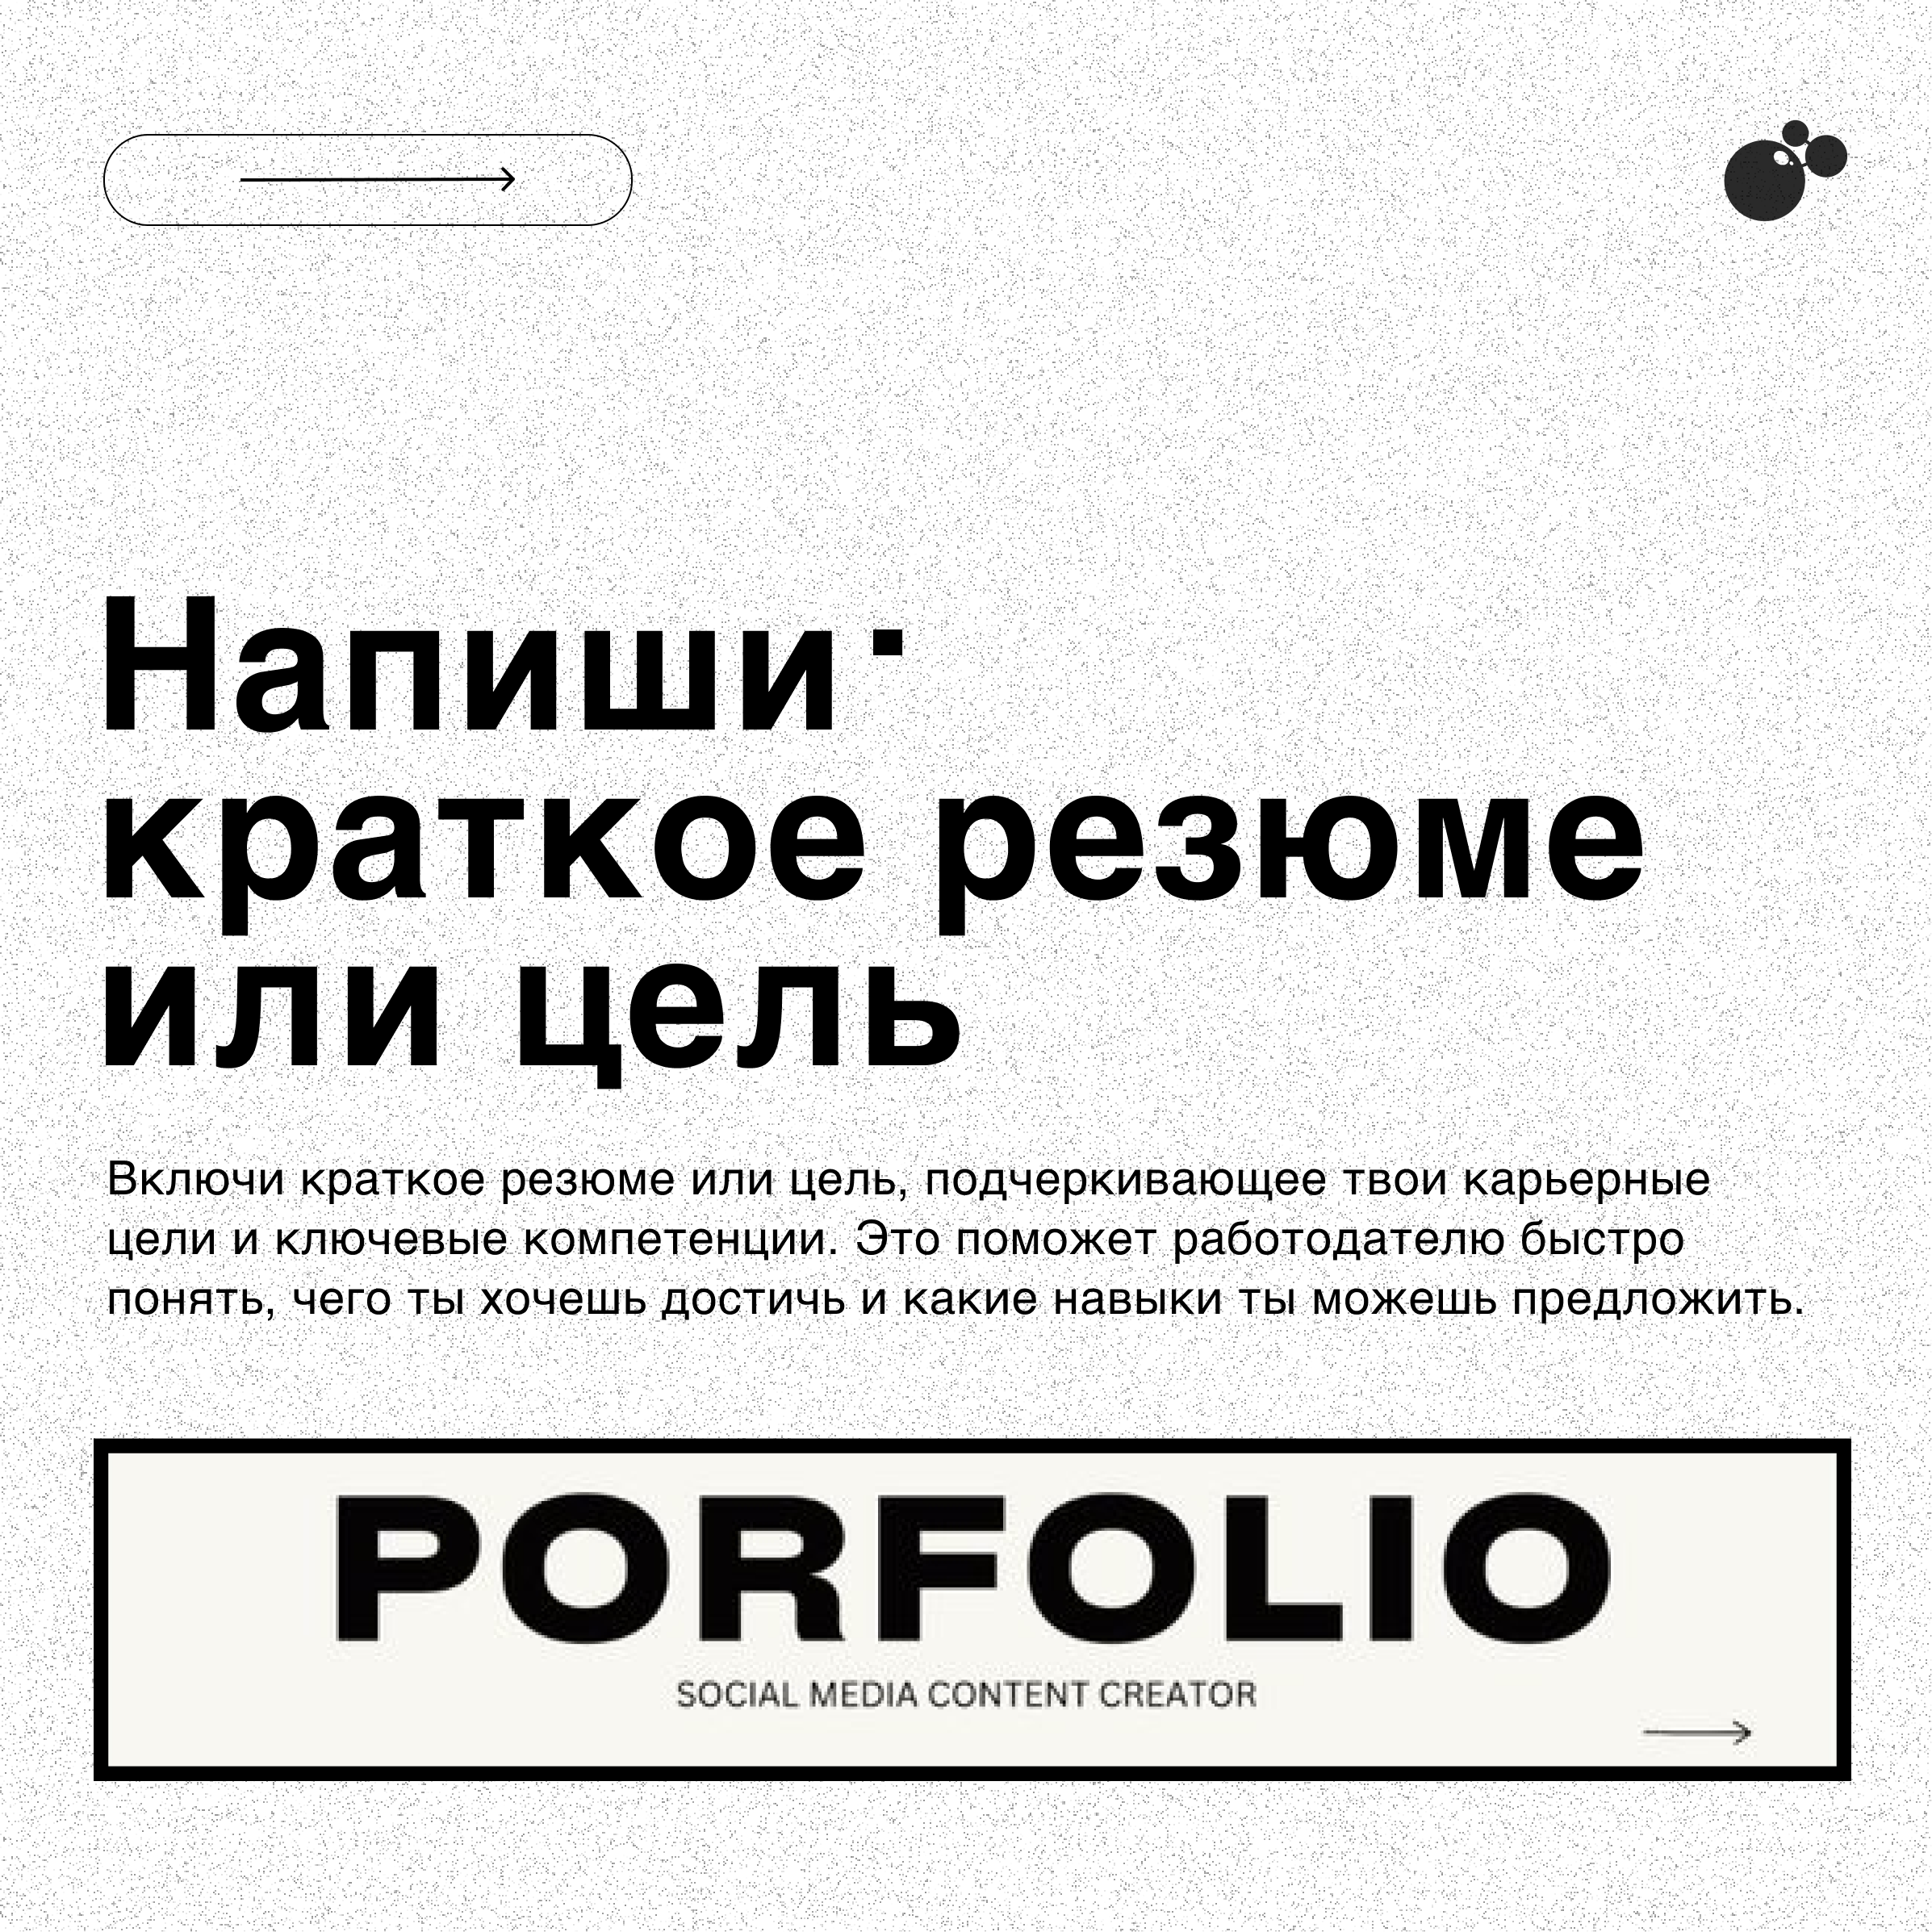 Напиши
краткое резюме
или цель
Включи краткое резюме или цель, подчеркивающее твои карьерные
цели и ключевые компетенции. Это поможет работодателю быстро
понять, чего ты хочешь достичь и какие навыки ты можешь предложить.
PORFOLIO
SOCIAL MEDIA CONTENT CREATOR